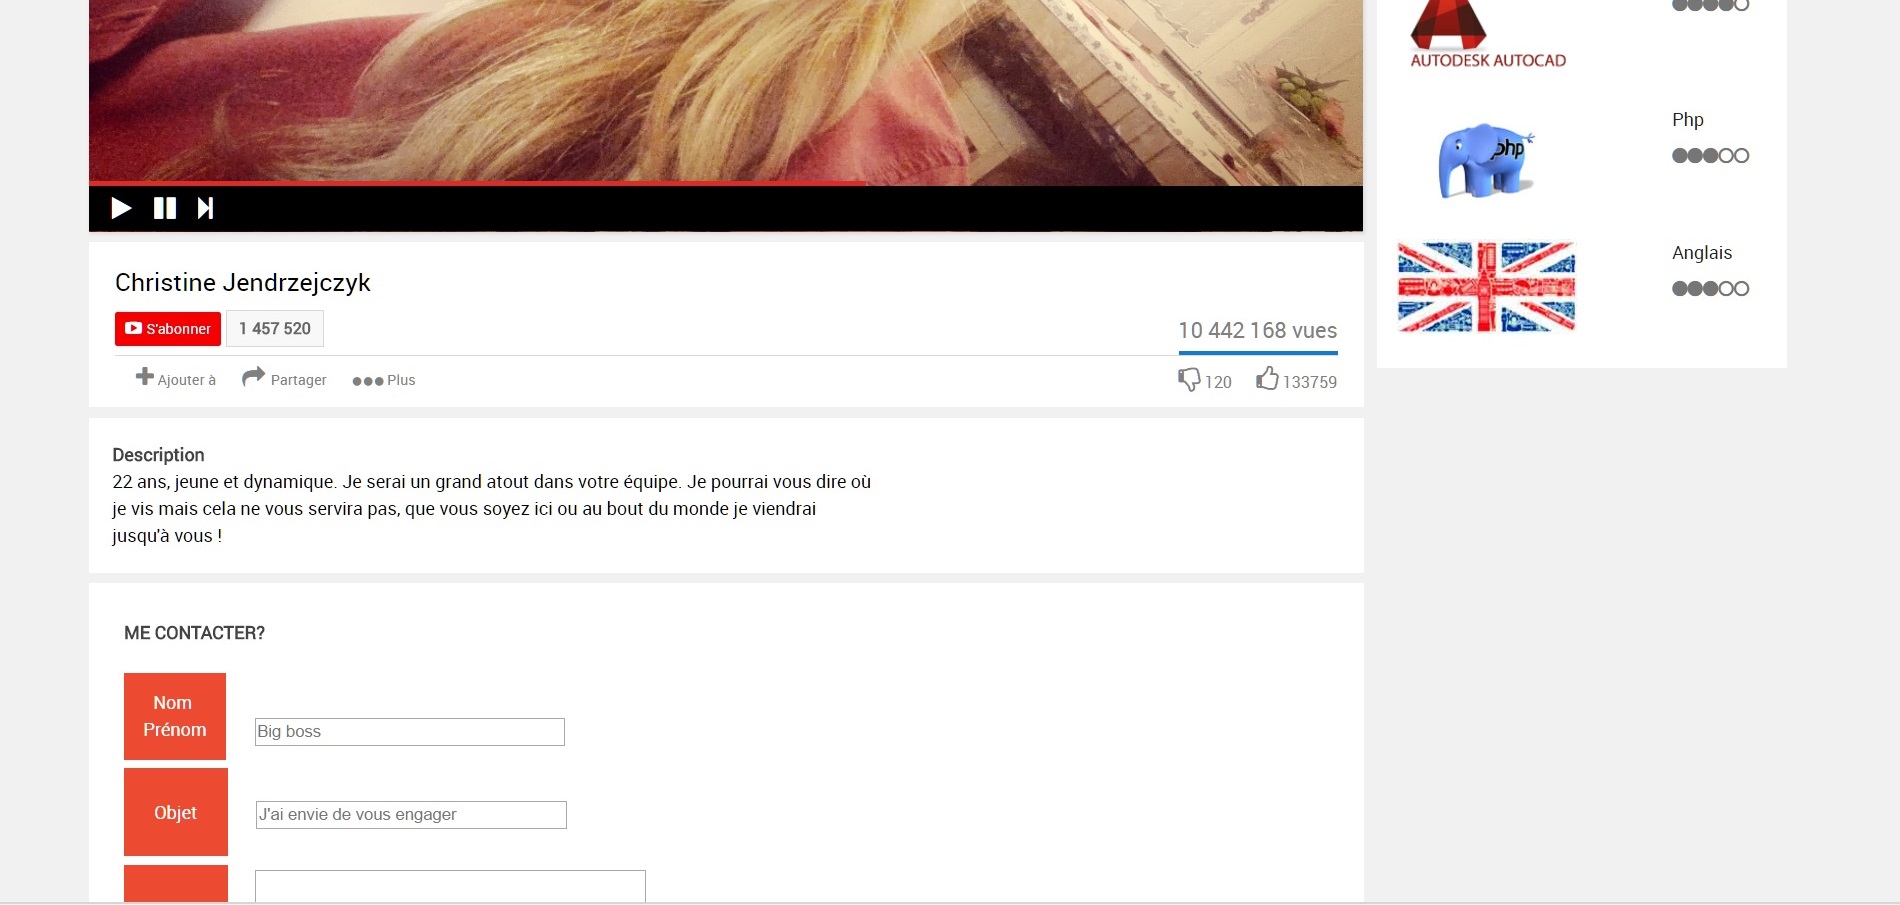 AUTODESK AUTOCAD
Php
php
Anglais
Christine Jendrzejczyk
S'abonner 1 457 520
10 442 168 vues
Ajouter à Partager Plus
120 133759
Description
22 ans, jeune et dynamique. Je serai un grand atout dans votre équipe. Je pourrai vous dire où
je vis mais cela ne vous servira pas, que vous soyez ici ou au bout du monde je viendrai
jusqu'à vous !
ME CONTACTER?
Nom
Prénom
Big boss
Objet
J'ai envie de vous engager